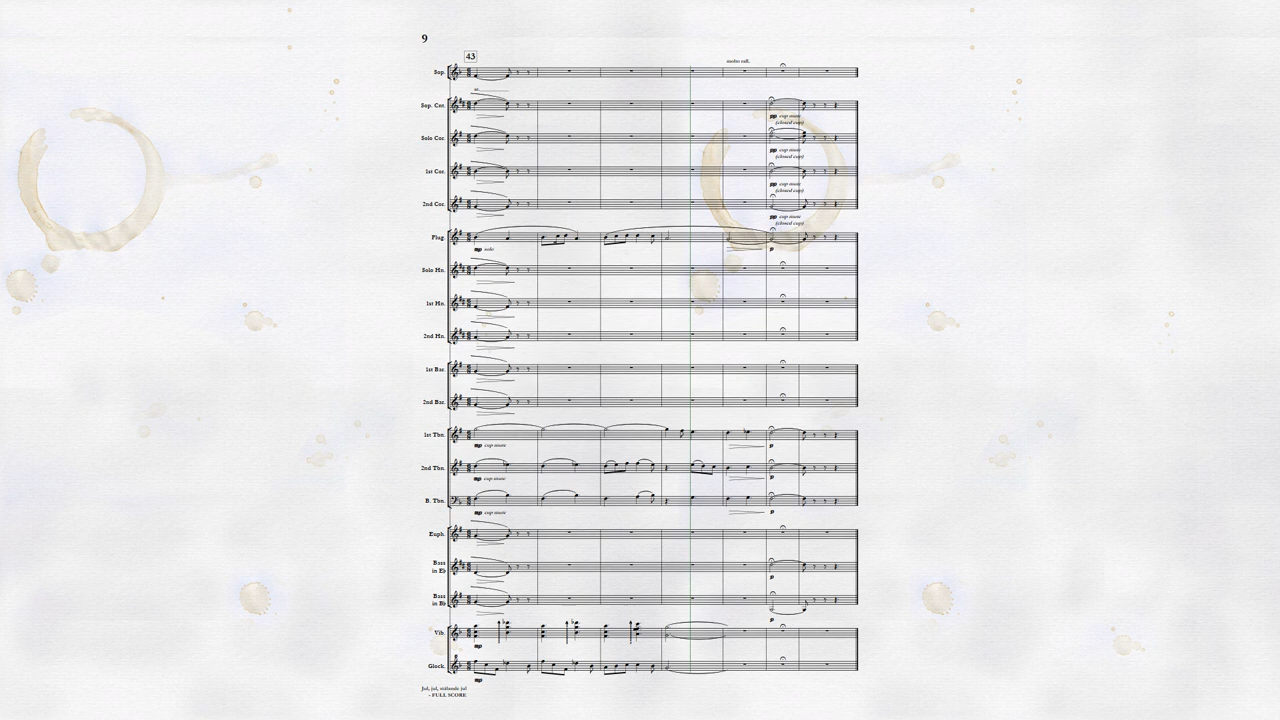 9
43
molto rall.
Sop.
Sop. Cnt.
pp cup mute
(closed cup)
Solo Cor.
pp cup mute
(closed cup)
1st Cor.
pp cup mute
(closed cup)
2nd Cor.
pp cup mute
(closed cup)
Flug.
mp solo
p
Solo Hn.
1st Hn.
2nd Hn.
1st Bar.
2nd Bar.
1st Tbn.
mp cup mute
p
2nd Tbn.
mp cup mute
p
B. Tbn.
mp cup mute
p
Euph.
Bass
in Eb
p
Bass
in Bb
p
Vib.
mp
Glock.
mp
Jul, jul, strålande jul
- FULL SCORE